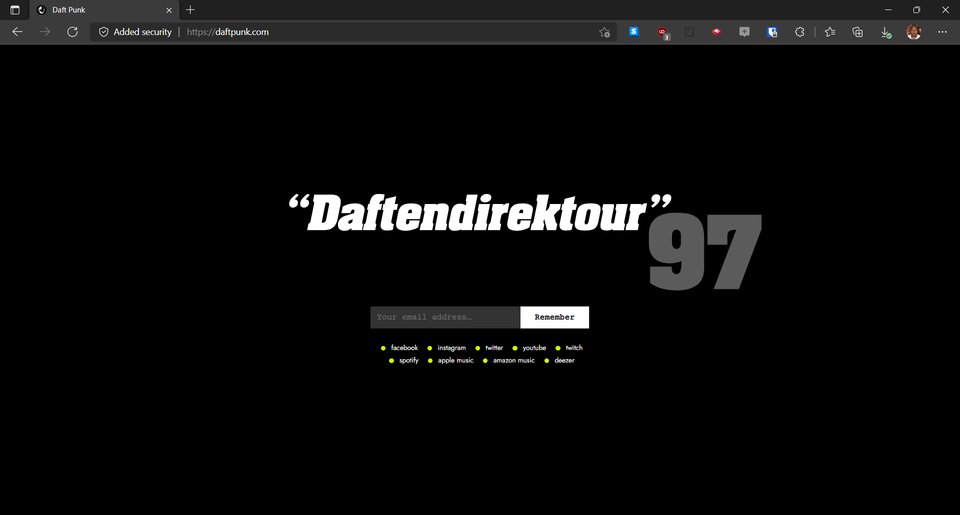 Daft Punk
Added security | https://daftpunk.com
3
“Daftendirektour”
97
Your email address…
Remember
facebook instagram twitter youtube twitch
spotify apple music amazon music deezer